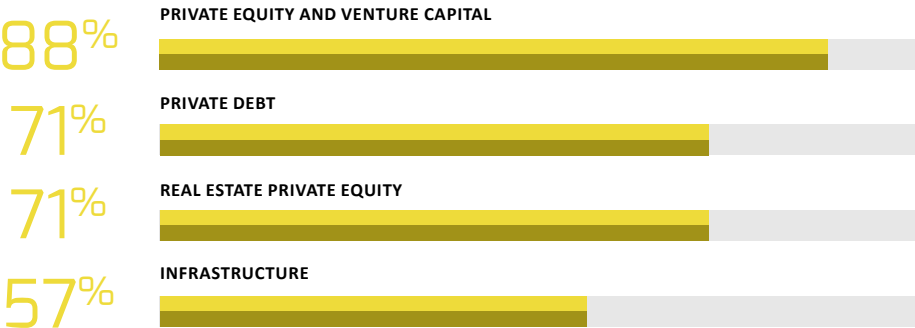 PRIVATE EQUITY AND VENTURE CAPITAL
88%
PRIVATE DEBT
71%
REAL ESTATE PRIVATE EQUITY
71%
INFRASTRUCTURE
57%